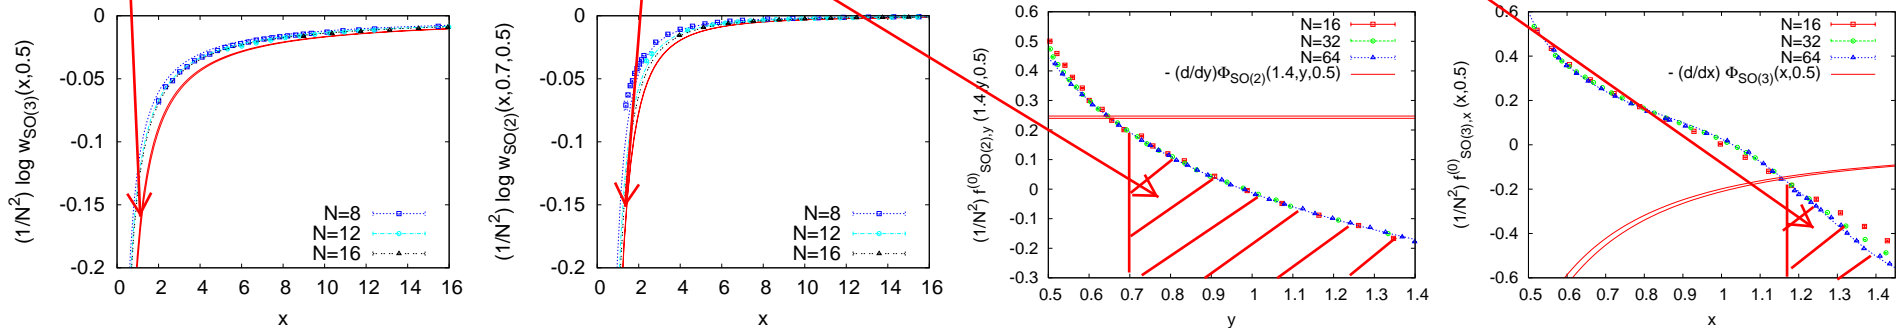 (1/N²) log w_SO(3)(x,0.5)
0
-0.05
-0.1
-0.15
-0.2
0 2 4 6 8 10 12 14 16
x
N=8
N=12
N=16
(1/N²) log w_SO(2)(x,0.7,0.5)
0
-0.05
-0.1
-0.15
-0.2
0 2 4 6 8 10 12 14 16
x
N=8
N=12
N=16
(1/N²) f^(0)_SO(2),y (1.4,y,0.5)
0.6
0.5
0.4
0.3
0.2
0.1
0
-0.1
-0.2
-0.3
0.5 0.6 0.7 0.8 0.9 1 1.1 1.2 1.3 1.4
y
N=16
N=32
N=64
- (d/dy)Φ_SO(2)(1.4,y,0.5)
(1/N²) f^(0)_SO(3),x (x,0.5)
0.6
0.4
0.2
0
-0.2
-0.4
-0.6
0.5 0.6 0.7 0.8 0.9 1 1.1 1.2 1.3 1.4
x
N=16
N=32
N=64
- (d/dx) Φ_SO(3)(x,0.5)